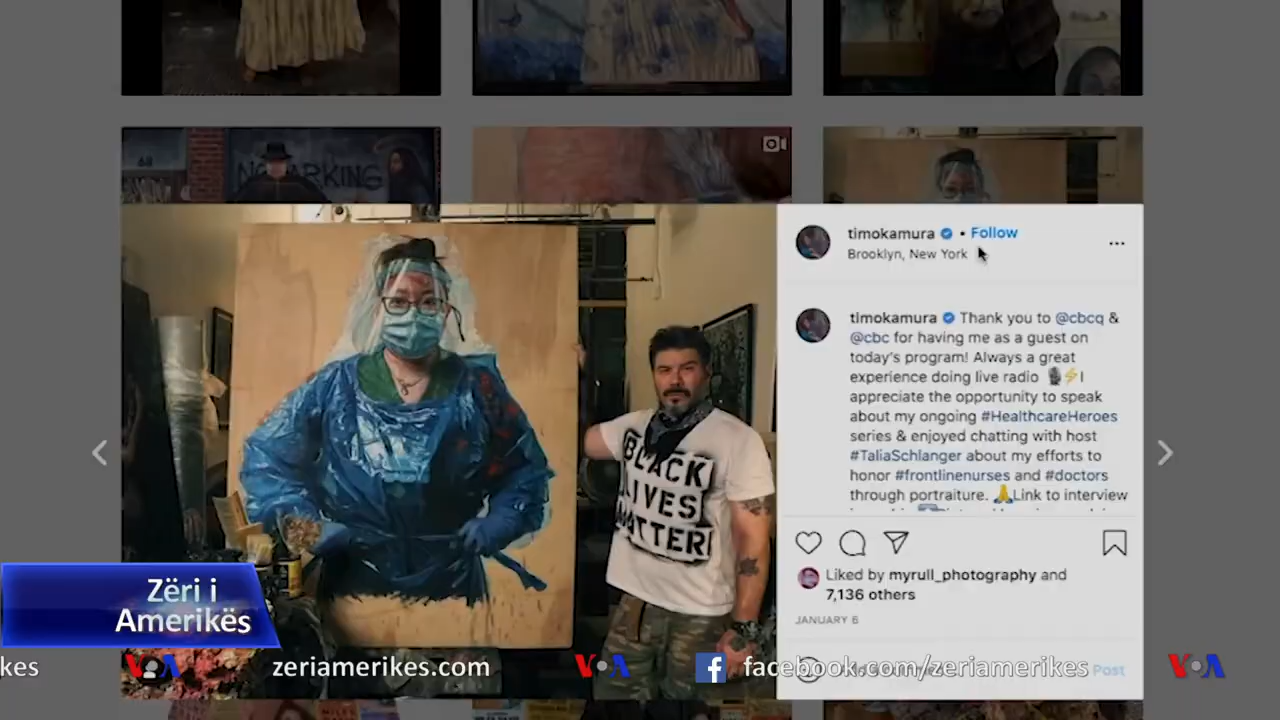 NO PARKING
timokamura • Follow
Brooklyn, New York
timokamura Thank you to @cbcq &
@cbc for having me as a guest on
today's program! Always a great
experience doing live radio 🎙⚡I
appreciate the opportunity to speak
about my ongoing #HealthcareHeroes
series & enjoyed chatting with host
#TaliaSchlanger about my efforts to
honor #frontlinenurses and #doctors
through portraiture. 🙏Link to interview
BLACK
LIVES
MATTER
Liked by myrull_photography and
7,136 others
JANUARY 6
Post
Zëri i
Amerikës
kes
VOA
zeriamerikes.com
VOA
facebook.com/zeriamerikes
VOA